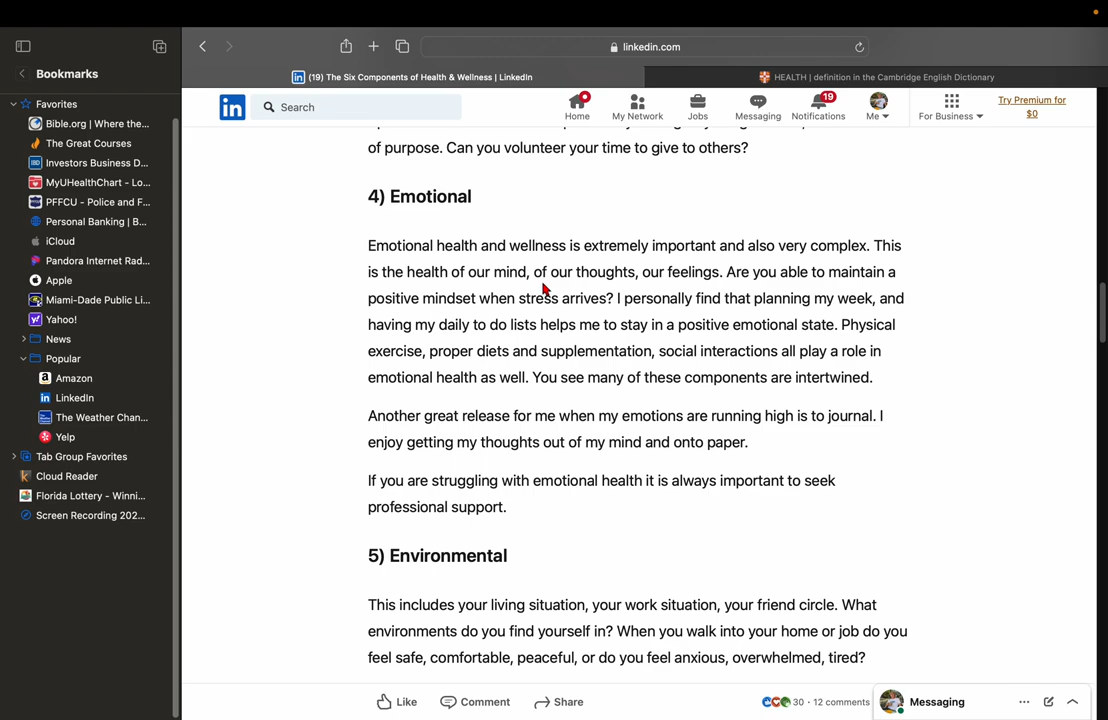 Bookmarks
Favorites
Bible.org | Where the...
The Great Courses
Investors Business D...
MyUHealthChart - Lo...
PFFCU - Police and F...
Personal Banking | B...
iCloud
Pandora Internet Rad...
Apple
Miami-Dade Public Li...
Yahoo!
News
Popular
Amazon
LinkedIn
The Weather Chan...
Yelp
Tab Group Favorites
Cloud Reader
Florida Lottery - Winni...
Screen Recording 202...
linkedin.com
(19) The Six Components of Health & Wellness | LinkedIn
HEALTH | definition in the Cambridge English Dictionary
in
Search
Home
My Network
Jobs
Messaging
19
Notifications
Me
For Business
Try Premium for
$0
of purpose. Can you volunteer your time to give to others?
4) Emotional
Emotional health and wellness is extremely important and also very complex. This
is the health of our mind, of our thoughts, our feelings. Are you able to maintain a
positive mindset when stress arrives? I personally find that planning my week, and
having my daily to do lists helps me to stay in a positive emotional state. Physical
exercise, proper diets and supplementation, social interactions all play a role in
emotional health as well. You see many of these components are intertwined.
Another great release for me when my emotions are running high is to journal. I
enjoy getting my thoughts out of my mind and onto paper.
If you are struggling with emotional health it is always important to seek
professional support.
5) Environmental
This includes your living situation, your work situation, your friend circle. What
environments do you find yourself in? When you walk into your home or job do you
feel safe, comfortable, peaceful, or do you feel anxious, overwhelmed, tired?
Like
Comment
Share
30 · 12 comments
Messaging